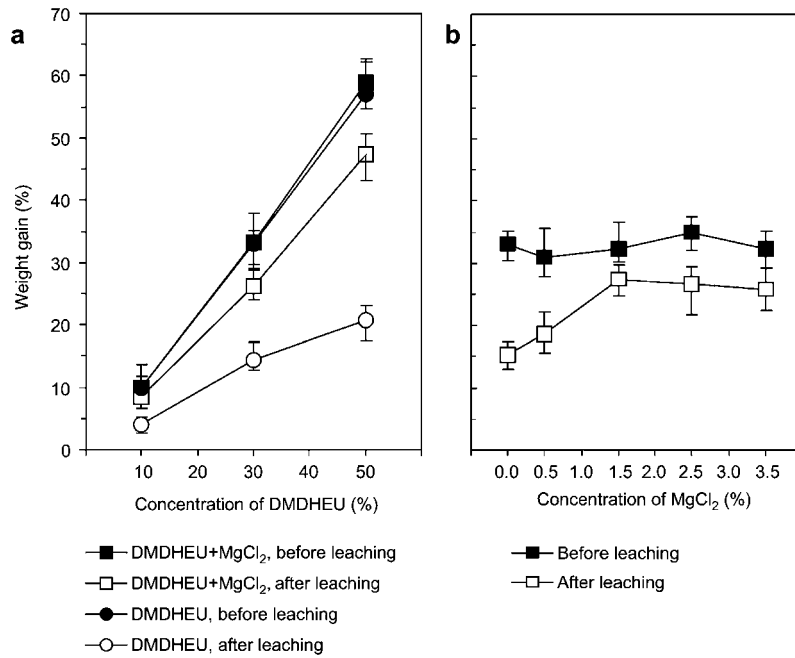 a
b
Weight gain (%)
70
60
50
40
30
20
10
0
10 20 30 40 50
Concentration of DMDHEU (%)
0.0 0.5 1.0 1.5 2.0 2.5 3.0 3.5
Concentration of MgCl₂ (%)
DMDHEU+MgCl₂, before leaching
DMDHEU+MgCl₂, after leaching
DMDHEU, before leaching
DMDHEU, after leaching
Before leaching
After leaching